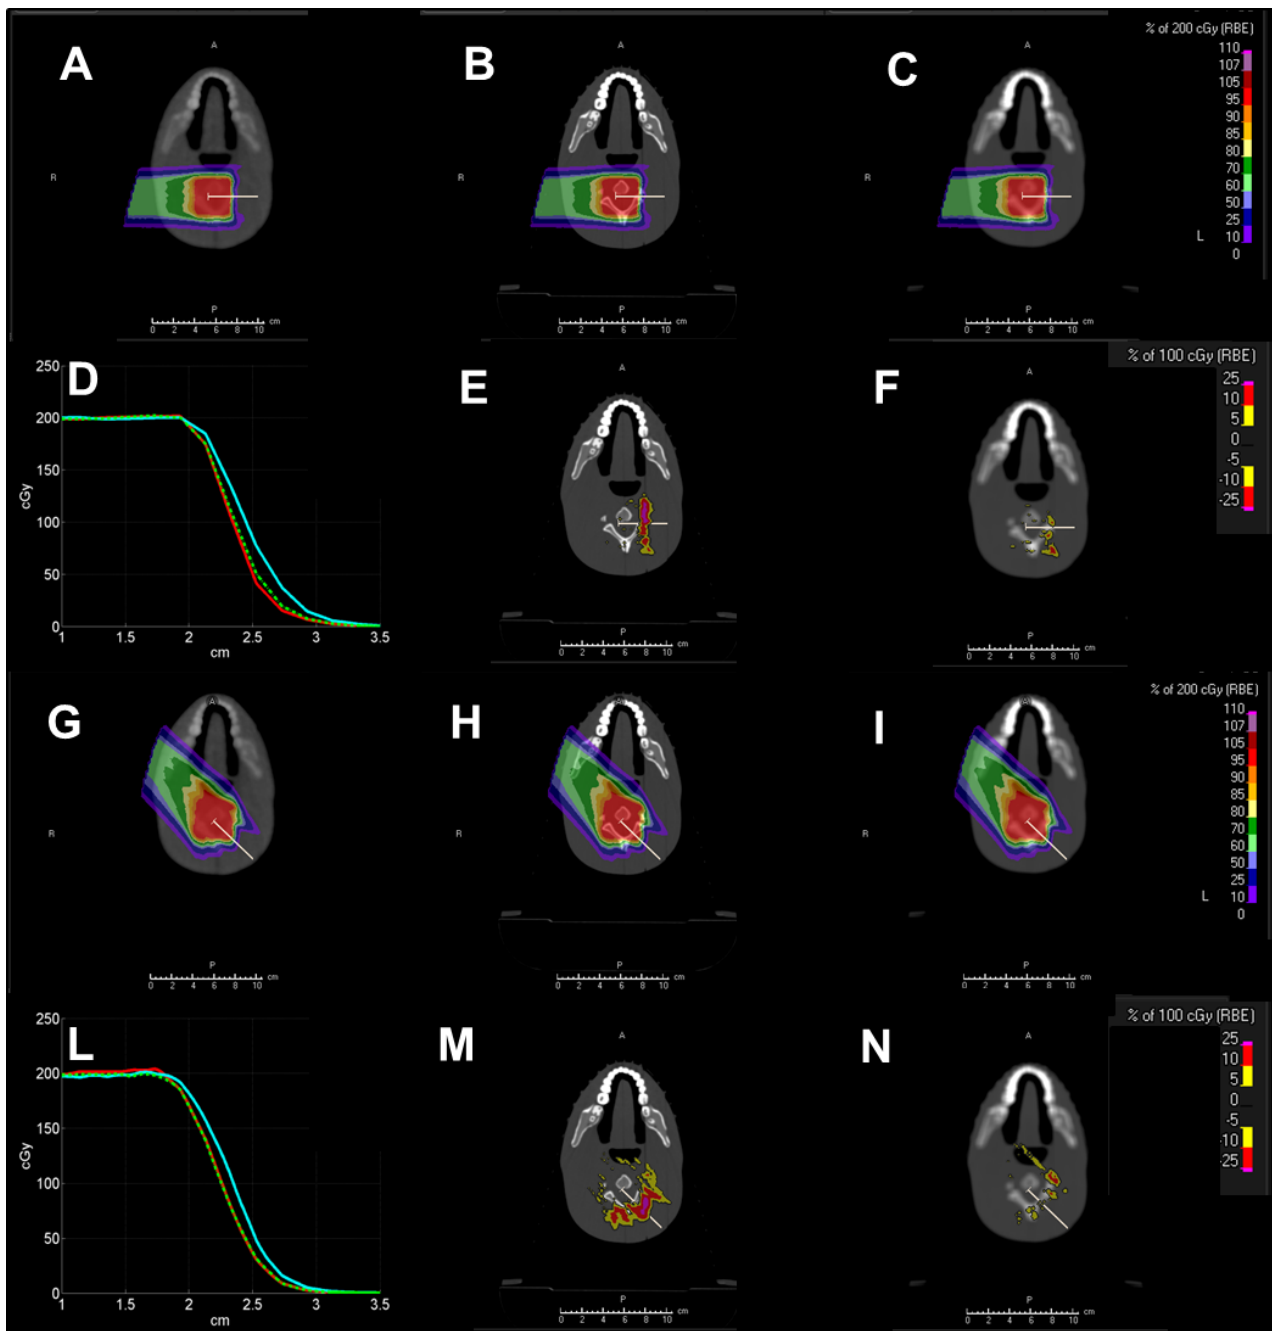 % of 200 cGy (RBE)
A
B
C
A
A
A
110
107
105
95
90
85
80
70
60
50
25
10
0
R
R
L
P
P
P
0 2 4 6 8 10 cm
0 2 4 6 8 10 cm
0 2 4 6 8 10 cm
D
E
F
A
A
% of 100 cGy (RBE)
25
10
5
0
-5
-10
-25
250
200
150
100
50
0
cGy
1 1.5 2 2.5 3 3.5
cm
P
P
0 2 4 6 8 10 cm
0 2 4 6 8 10 cm
% of 200 cGy (RBE)
G
H
I
A
A
A
110
107
105
95
90
85
80
70
60
50
25
10
0
R
R
L
P
P
P
0 2 4 6 8 10 cm
0 2 4 6 8 10 cm
0 2 4 6 8 10 cm
L
M
N
A
A
% of 100 cGy (RBE)
25
10
5
0
-5
-10
-25
250
200
150
100
50
0
cGy
1 1.5 2 2.5 3 3.5
cm
P
P
0 2 4 6 8 10 cm
0 2 4 6 8 10 cm